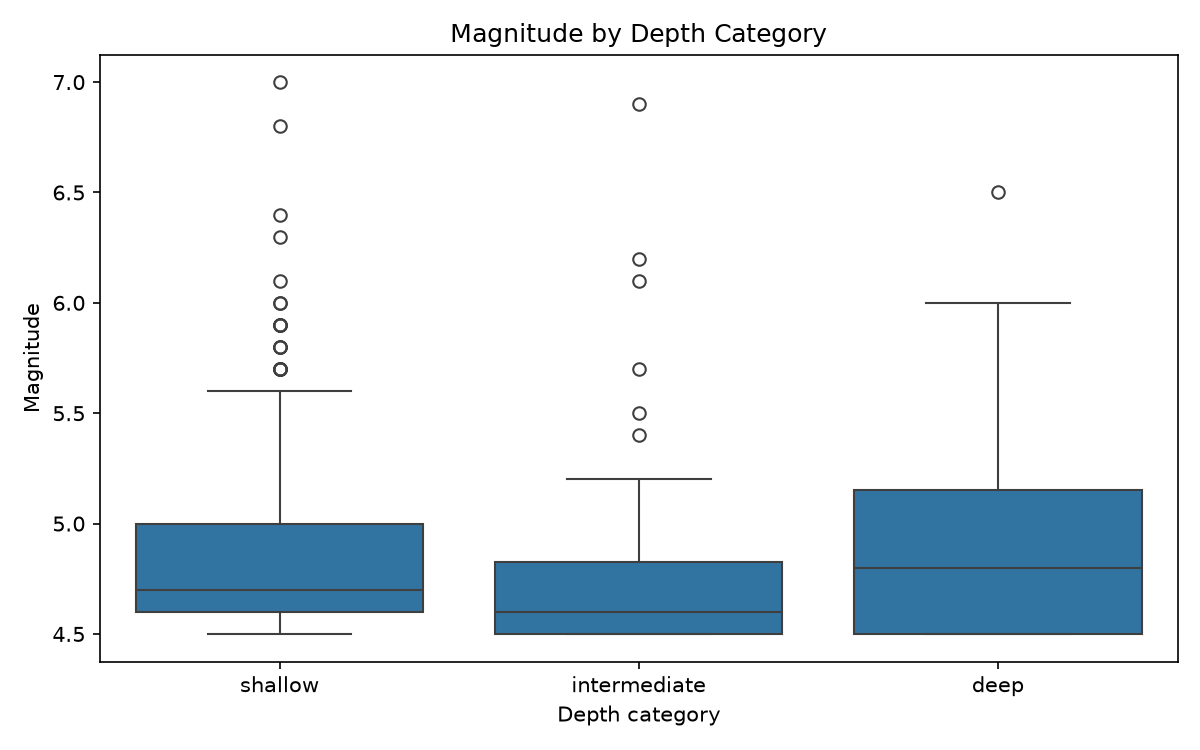 Magnitude by Depth Category
Magnitude
7.0
6.5
6.0
5.5
5.0
4.5
shallow
intermediate
deep
Depth category